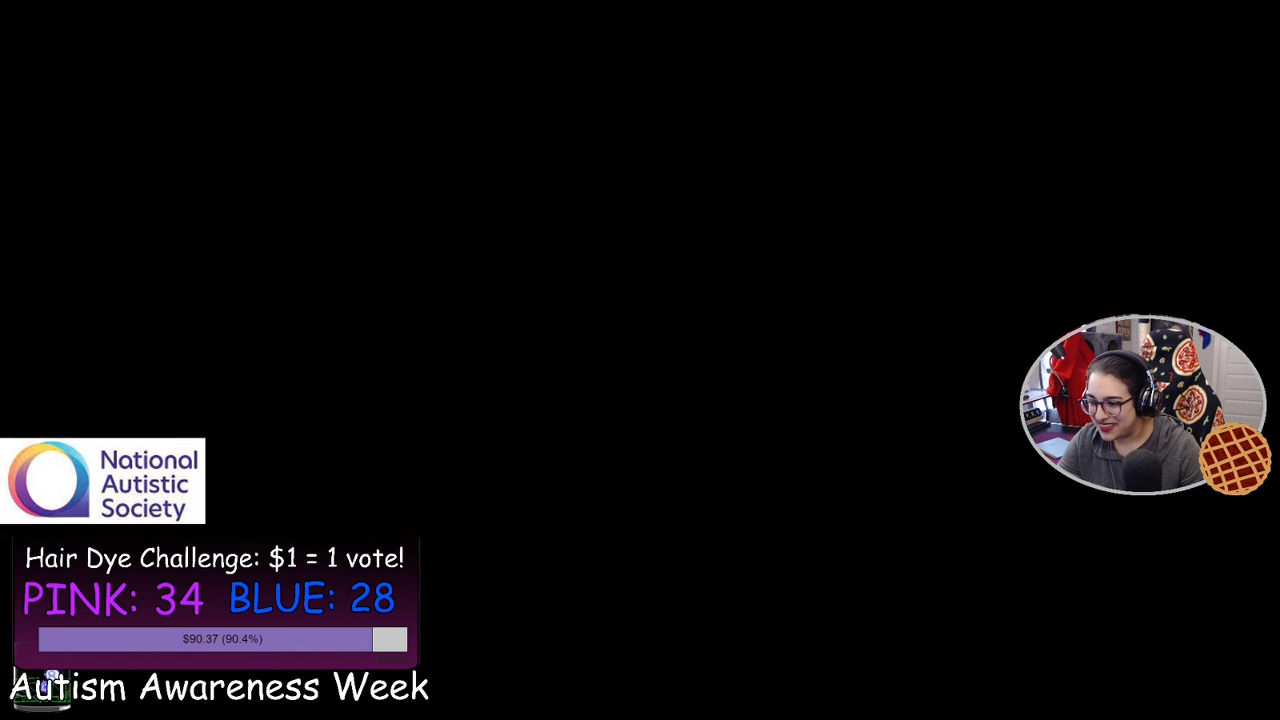 National
Autistic
Society
Hair Dye Challenge: $1 = 1 vote!
PINK: 34 BLUE: 28
$90.37 (90.4%)
Autism Awareness Week